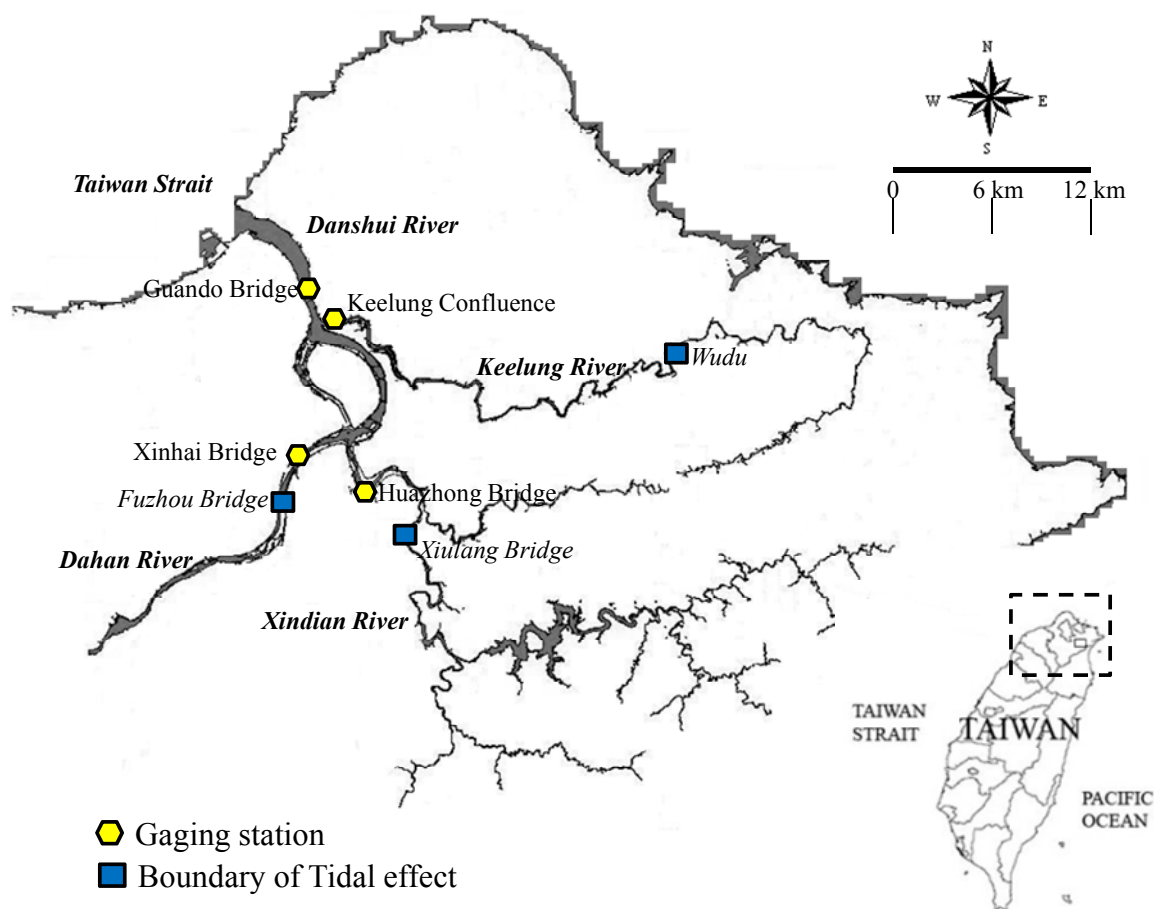 N
W E
S
0 6 km 12 km
Taiwan Strait
Danshui River
Guando Bridge
Keelung Confluence
Keelung River
Wudu
Xinhai Bridge
Fuzhou Bridge
Huazhong Bridge
Xiulang Bridge
Dahan River
Xindian River
TAIWAN
STRAIT
TAIWAN
PACIFIC
OCEAN
Gaging station
Boundary of Tidal effect